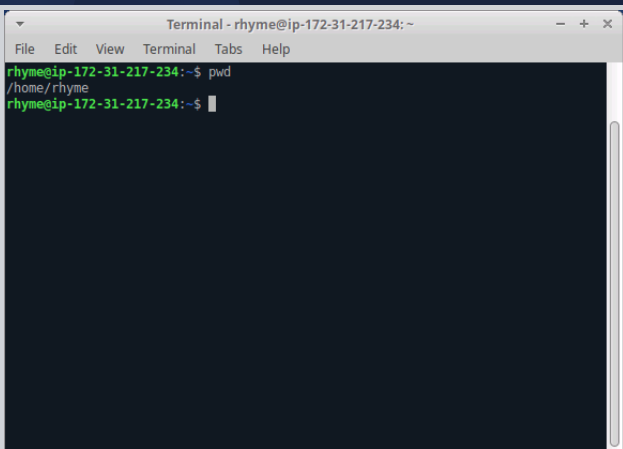 Terminal - rhyme@ip-172-31-217-234: ~
File Edit View Terminal Tabs Help
rhyme@ip-172-31-217-234:~$ pwd
/home/rhyme
rhyme@ip-172-31-217-234:~$